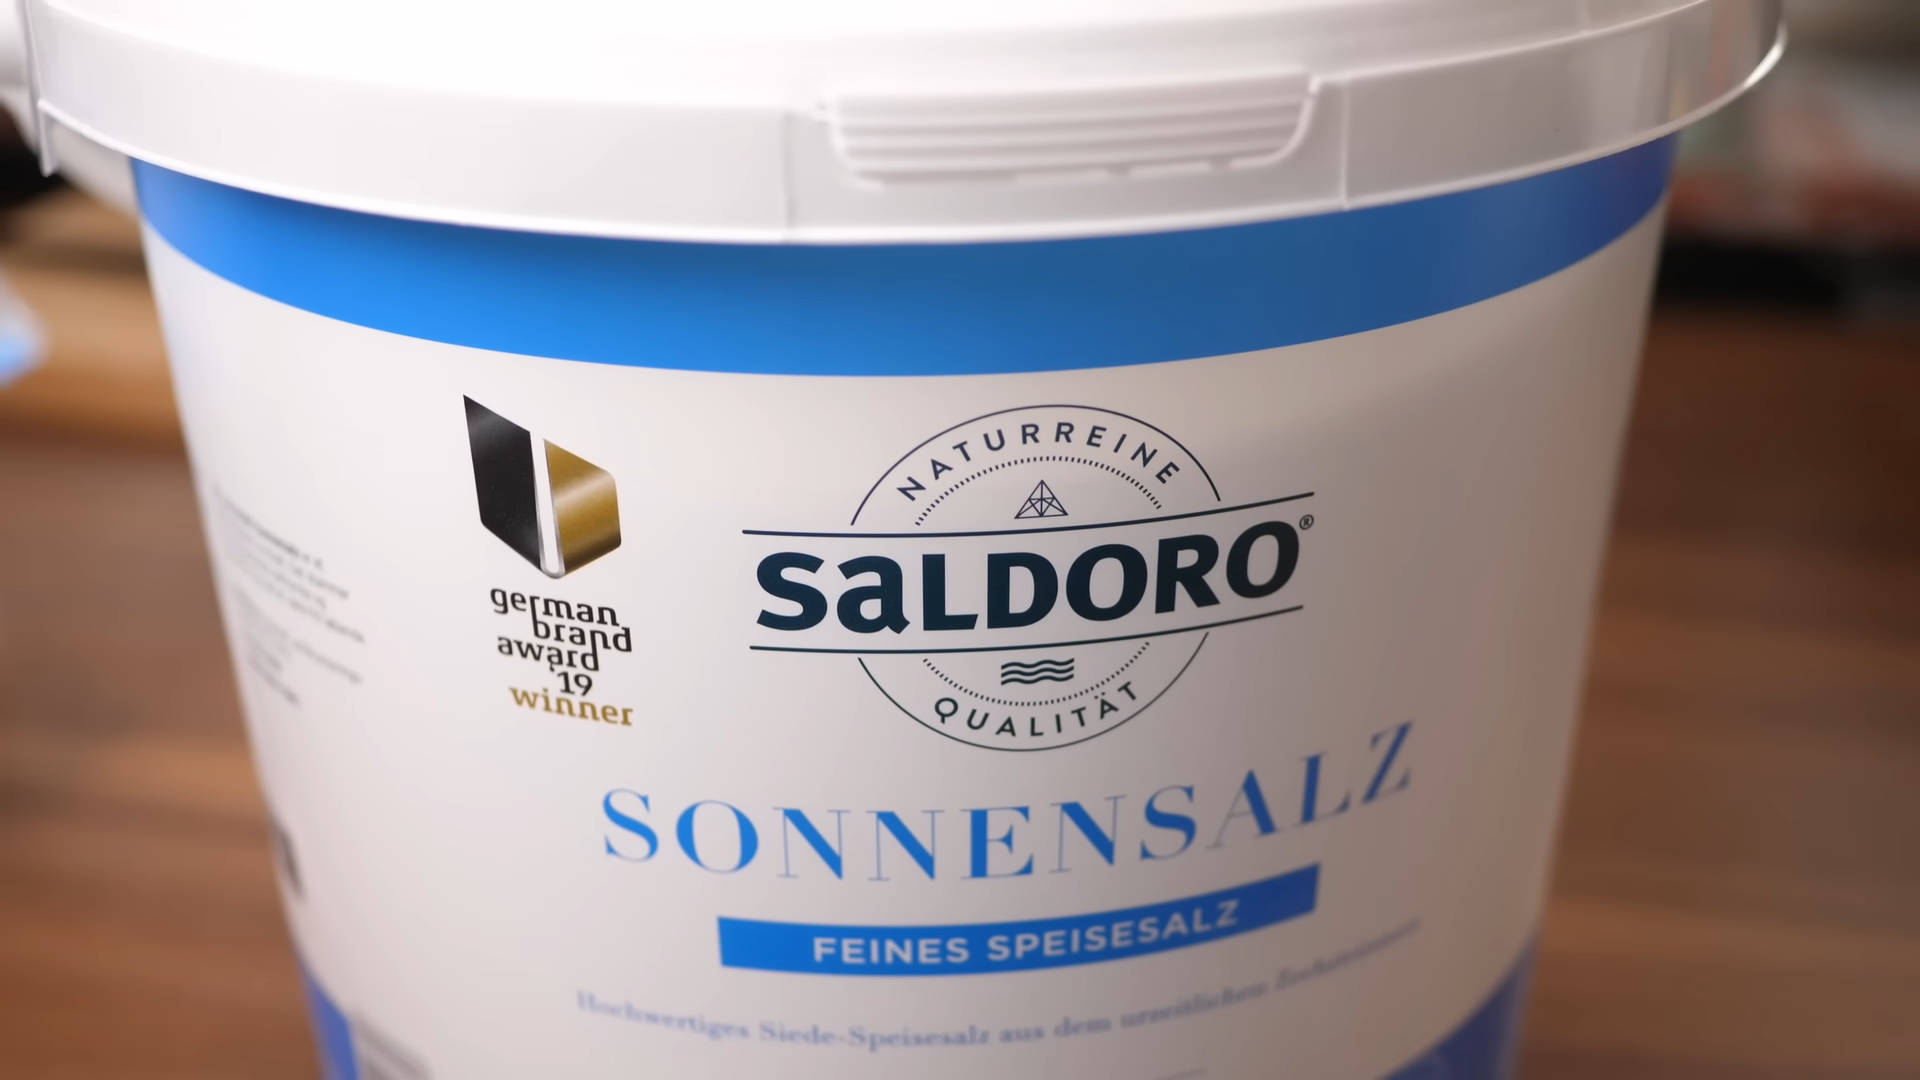 NATURREINE
SaLDORO®
QUALITÄT
german
brand
award
'19
winner
SONNENSALZ
FEINES SPEISESALZ
Hochwertiges Siede-Speisesalz aus dem urzeitlichen